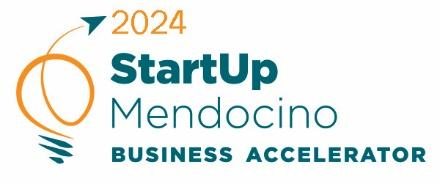 2024
StartUp
Mendocino
BUSINESS ACCELERATOR